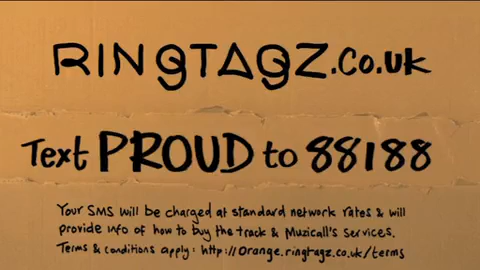 RINGTAGZ.co.uk
Text PROUD to 88188
Your SMS will be charged at standard network rates & will
provide info of how to buy the track & Muzicall's services.
Terms & conditions apply: http://orange.ringtagz.co.uk/terms